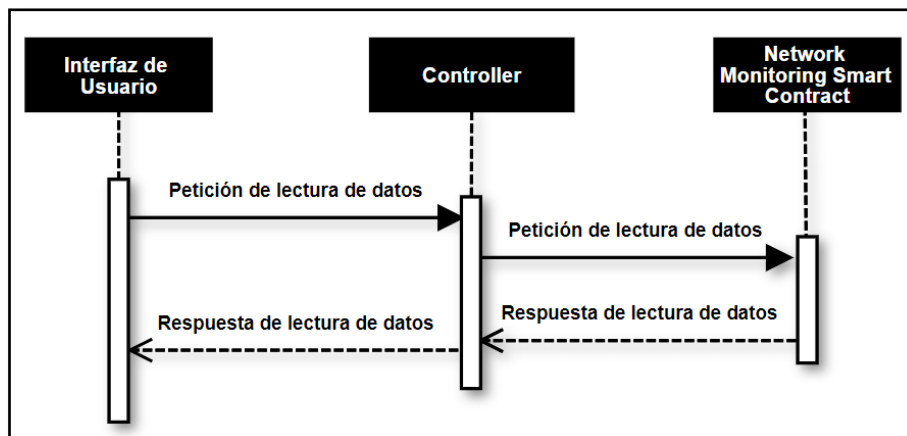 Interfaz de
Usuario
Controller
Network
Monitoring Smart
Contract
Petición de lectura de datos
Petición de lectura de datos
Respuesta de lectura de datos
Respuesta de lectura de datos